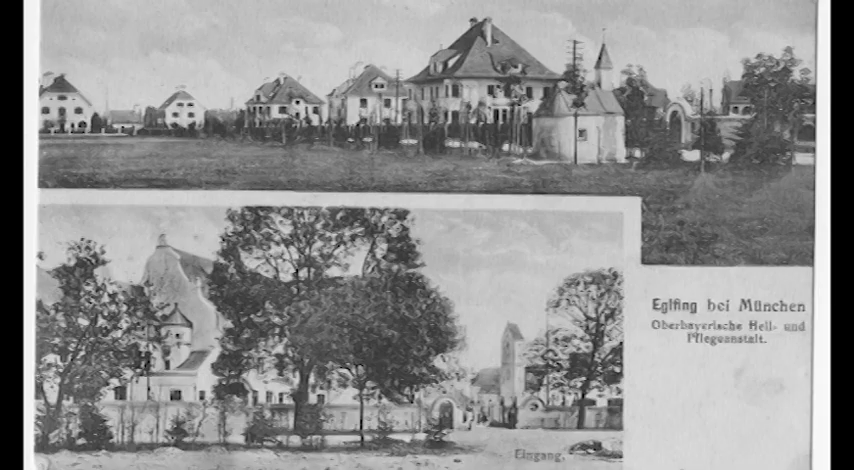 Eglfing bei München
Oberbayerische Heil- und
Pflegeanstalt.
Eingang.